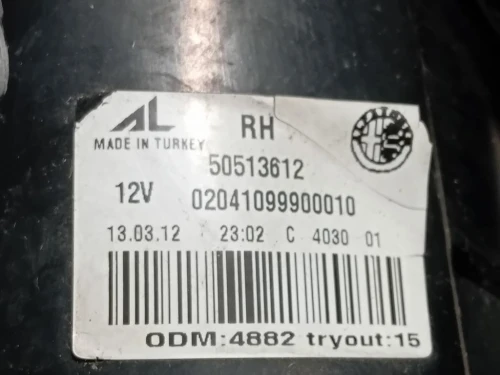 AL RH
MADE IN TURKEY
50513612
12V 02041099900010
13.03.12 23:02 C 4030 01
ODM:4882 tryout:15